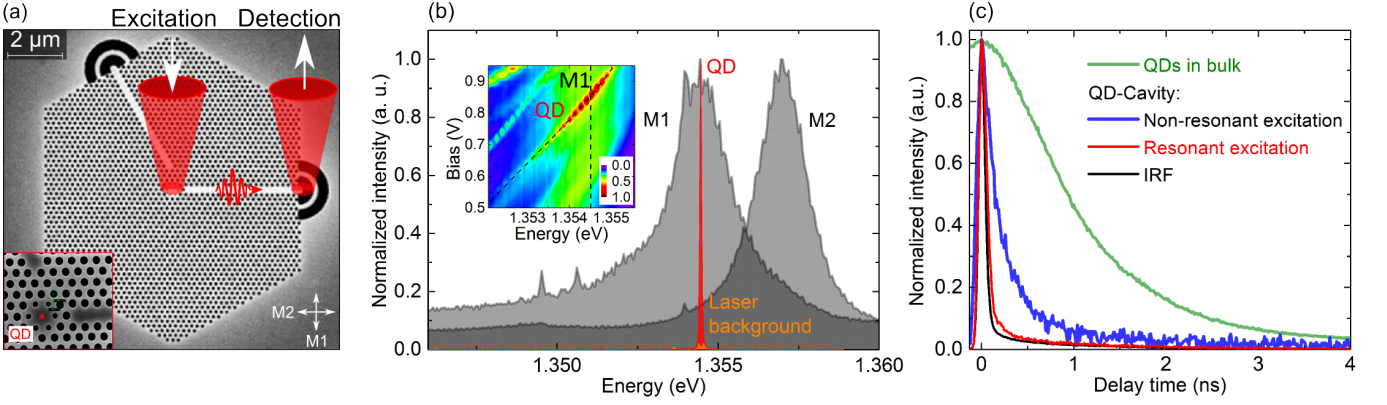 (a)
Excitation Detection
2 µm
QD
M2
M1
(b)
Normalized intensity (a. u.)
1.0
0.8
0.6
0.4
0.2
0.0
1.350 1.355 1.360
Energy (eV)
M1
QD
M2
Laser
background
Bias (V)
0.9
0.8
0.7
0.6
0.5
M1
QD
0.0
0.5
1.0
1.353 1.354 1.355
Energy (eV)
(c)
Normalized intensity (a.u.)
1.0
0.8
0.6
0.4
0.2
0.0
0 1 2 3 4
Delay time (ns)
QDs in bulk
QD-Cavity:
Non-resonant excitation
Resonant excitation
IRF